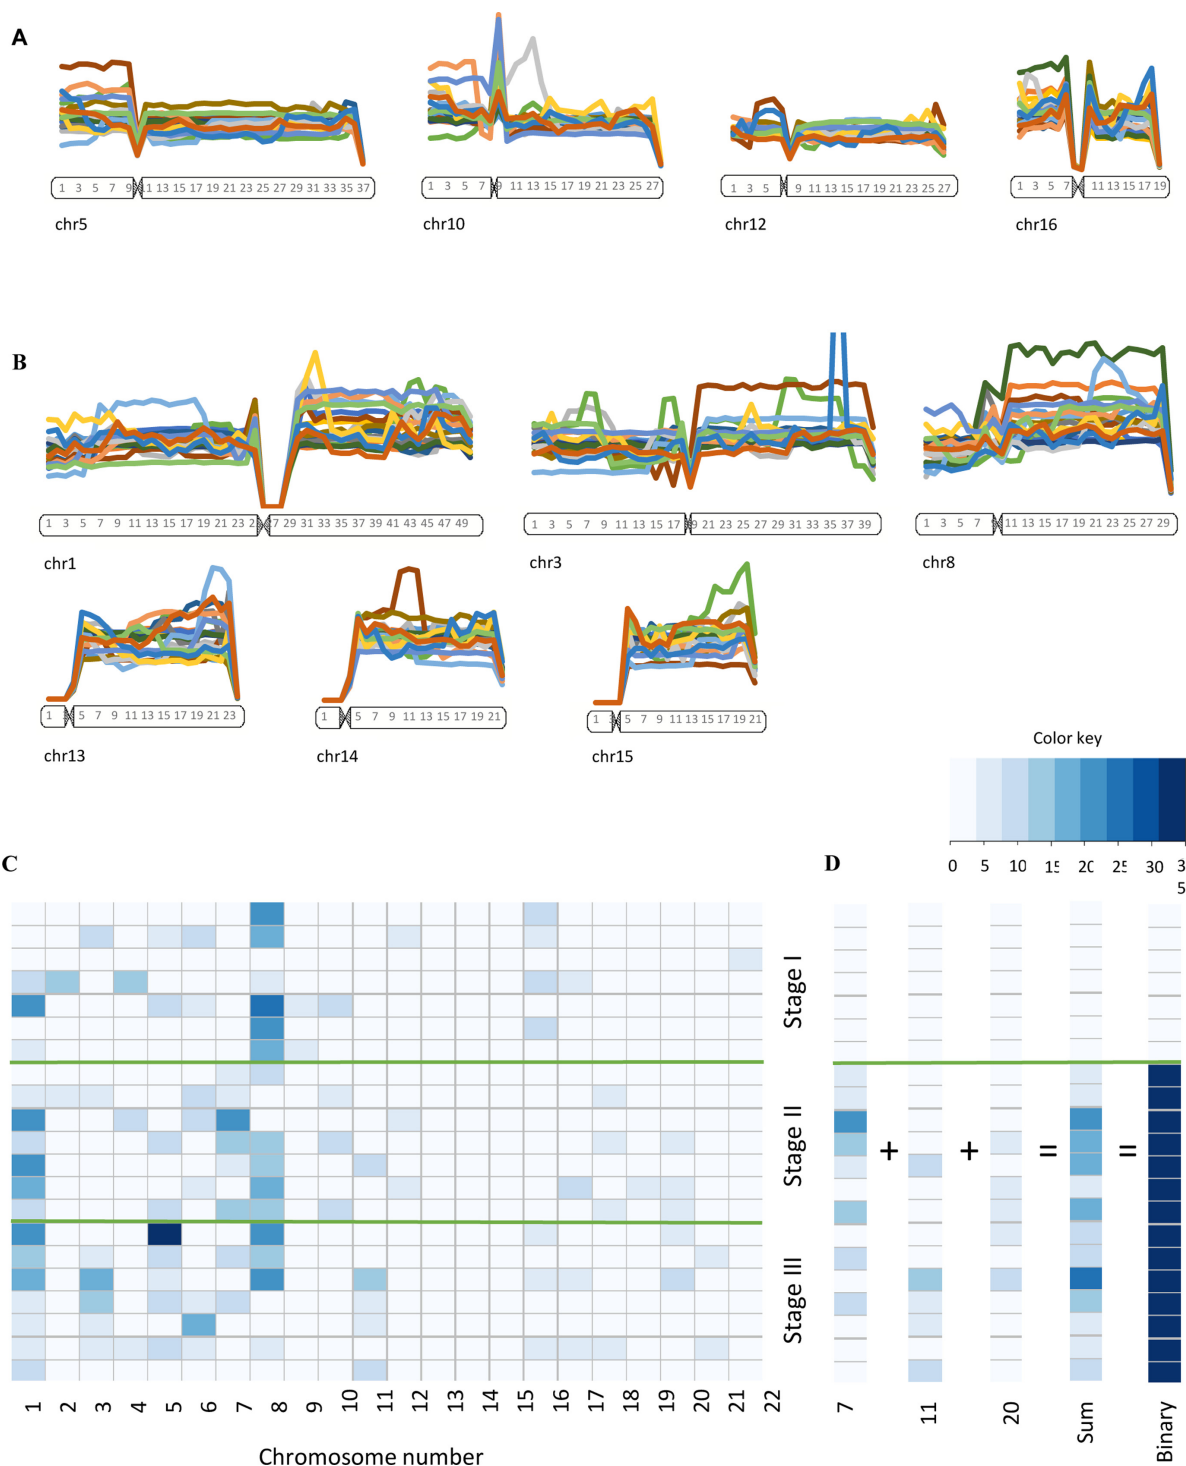 A
1 3 5 7 9 11 13 15 17 19 21 23 25 27 29 31 33 35 37
chr5
1 3 5 7 9 11 13 15 17 19 21 23 25 27
chr10
1 3 5 9 11 13 15 17 19 21 23 25 27
chr12
1 3 5 7 11 13 15 17 19
chr16
B
1 3 5 7 9 11 13 15 17 19 21 23 2 27 29 31 33 35 37 39 41 43 45 47 49
chr1
1 3 5 7 9 11 13 15 17 19 21 23 25 27 29 31 33 35 37 39
chr3
1 3 5 7 11 13 15 17 19 21 23 25 27 29
chr8
1 5 7 9 11 13 15 17 19 21 23
chr13
1 5 7 9 11 13 15 17 19 21
chr14
1 3 5 7 9 11 13 15 17 19 21
chr15
Color key
0 5 10 15 20 25 30 35
C
D
Stage I
Stage II
Stage III
+ + = =
1 2 3 4 5 6 7 8 9 10 11 12 13 14 15 16 17 18 19 20 21 22
Chromosome number
7 11 20 Sum Binary